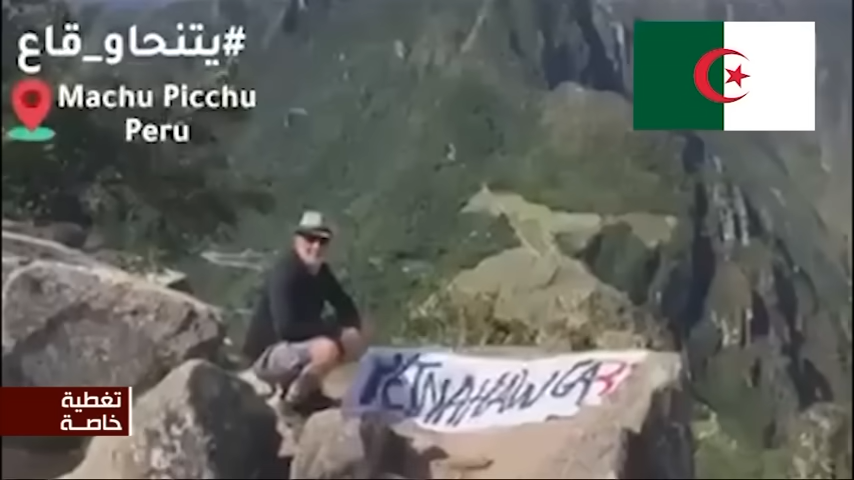 #يتنحاو_قاع
Machu Picchu
Peru
YETNAHAWGA3
تغطية
خاصة